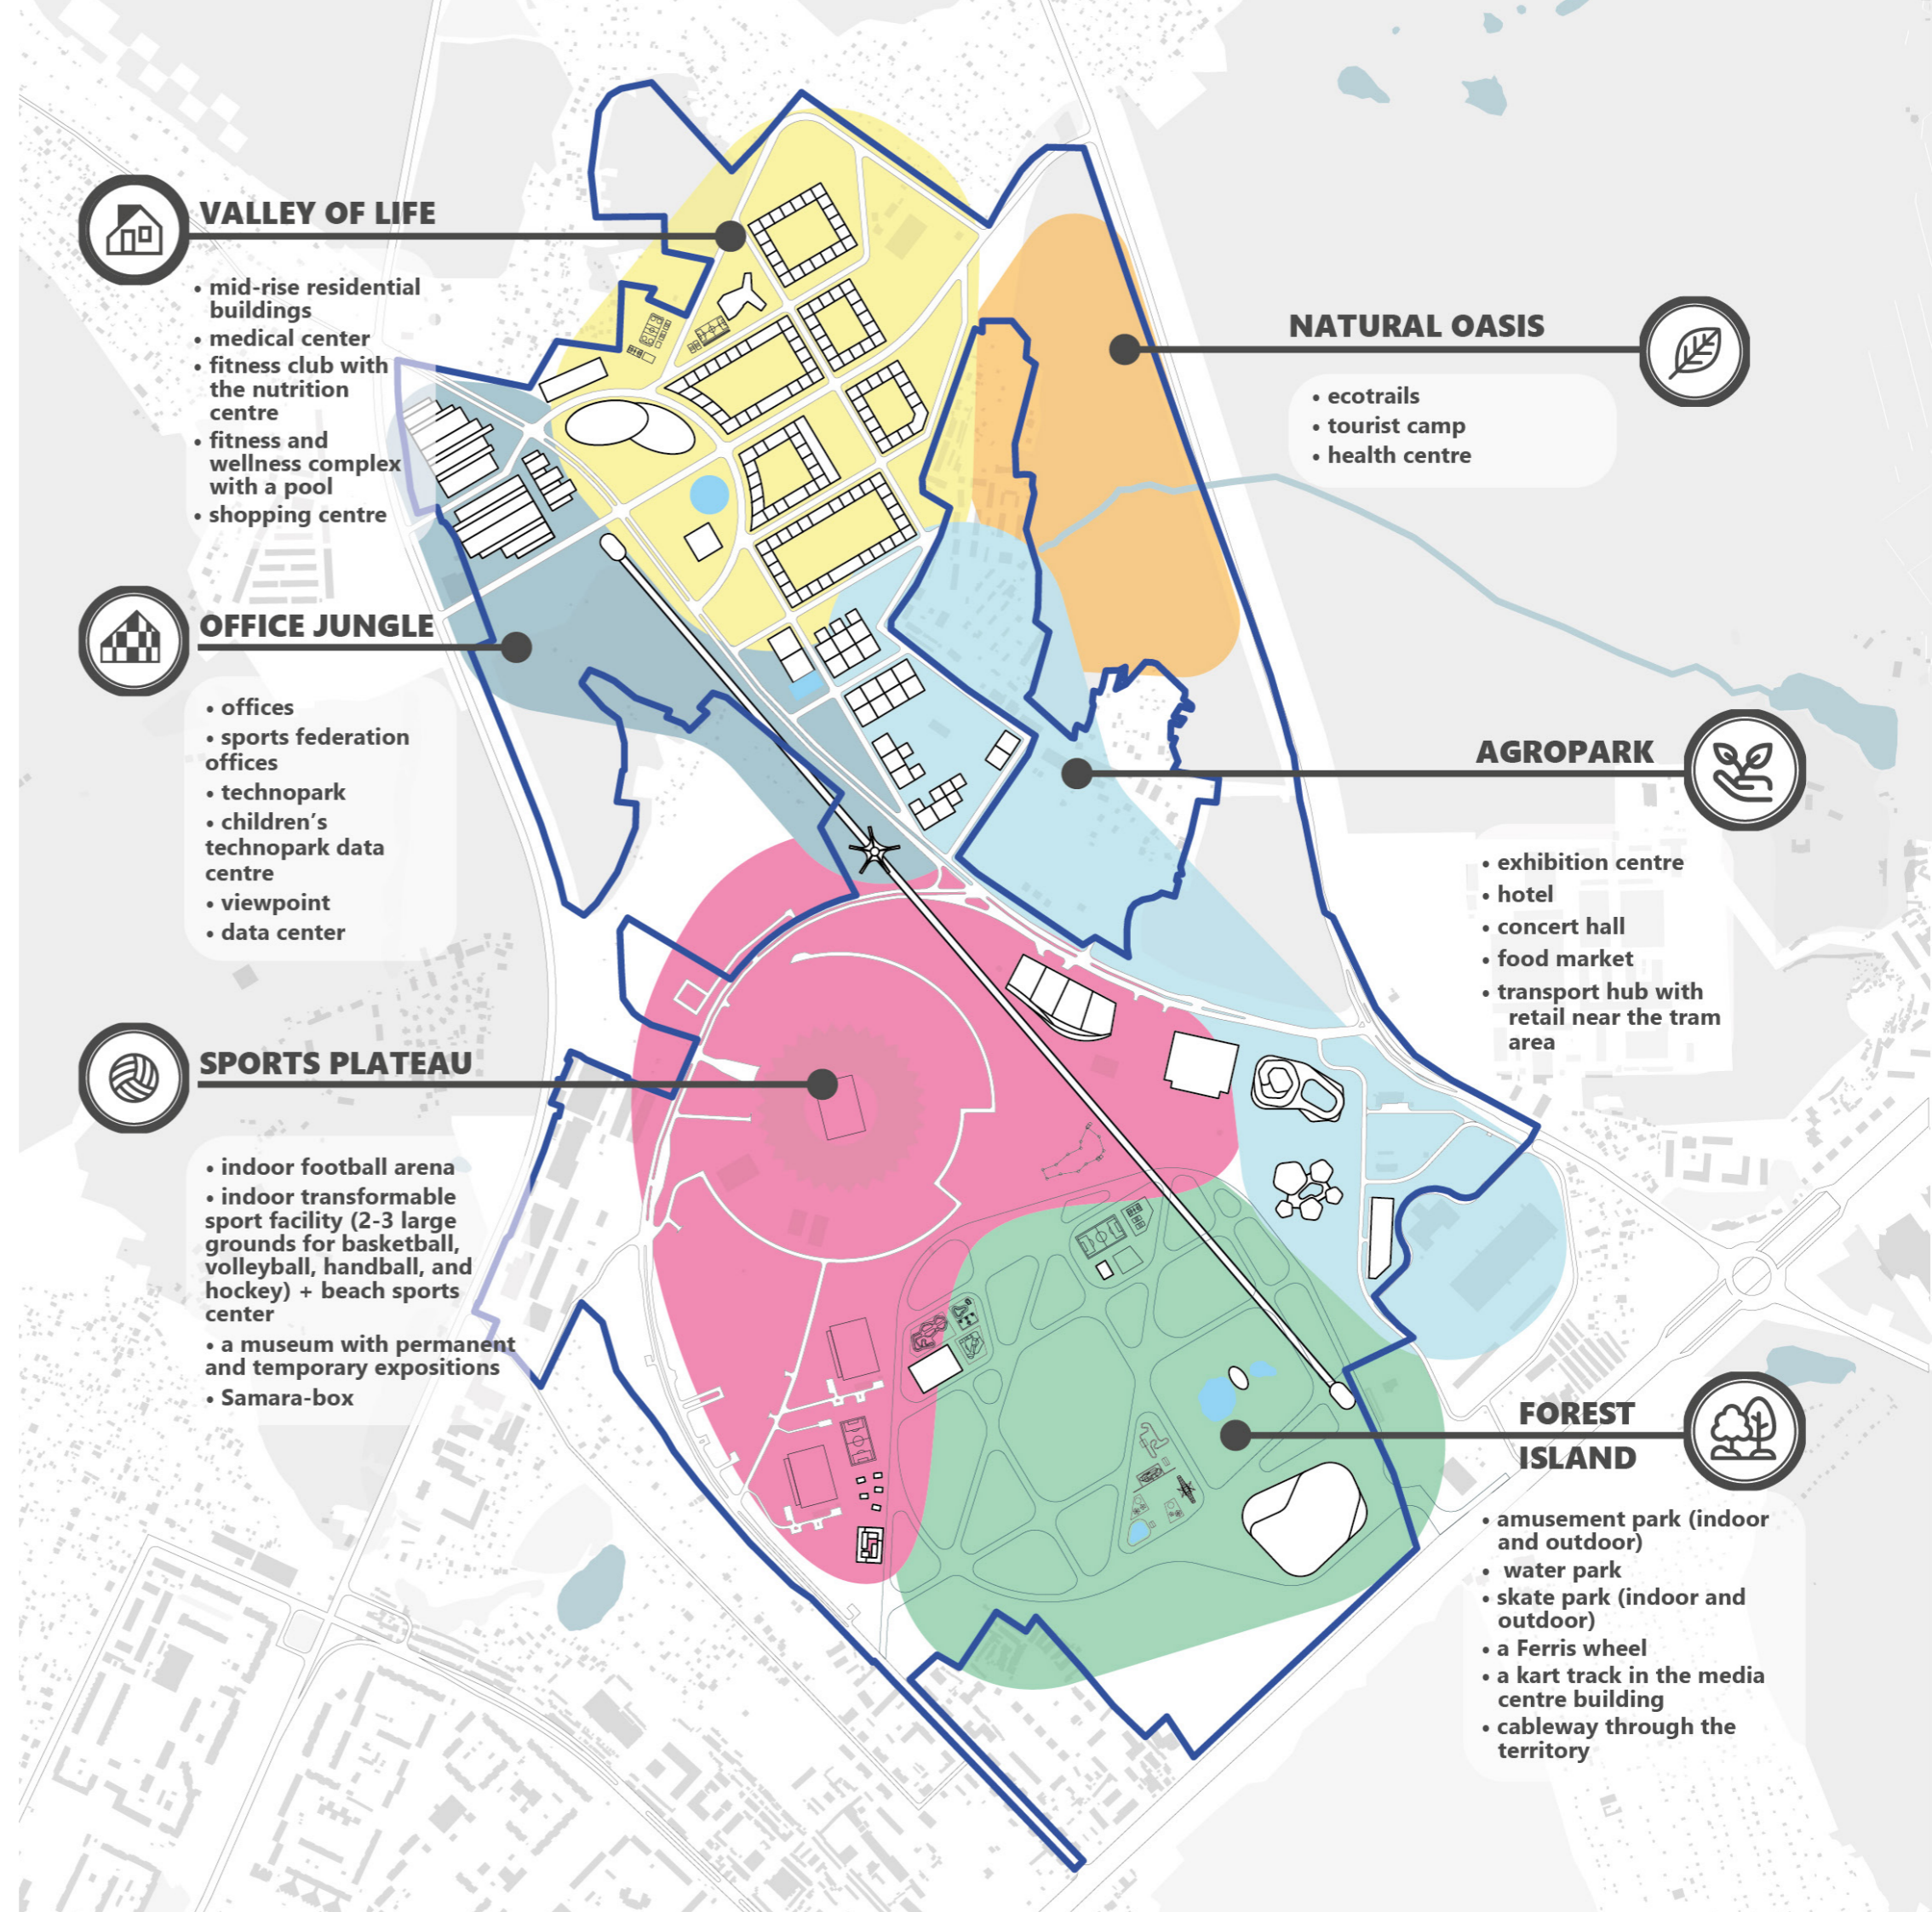 VALLEY OF LIFE
• mid-rise residential
buildings
• medical center
• fitness club with
the nutrition
centre
• fitness and
wellness complex
with a pool
• shopping centre
OFFICE JUNGLE
• offices
• sports federation
offices
• technopark
• children's
technopark data
centre
• viewpoint
• data center
SPORTS PLATEAU
• indoor football arena
• indoor transformable
sport facility (2-3 large
grounds for basketball,
volleyball, handball, and
hockey) + beach sports
center
• a museum with permanent
and temporary expositions
• Samara-box
NATURAL OASIS
• ecotrails
• tourist camp
• health centre
AGROPARK
• exhibition centre
• hotel
• concert hall
• food market
• transport hub with
retail near the tram
area
FOREST
ISLAND
• amusement park (indoor
and outdoor)
• water park
• skate park (indoor and
outdoor)
• a Ferris wheel
• a kart track in the media
centre building
• cableway through the
territory